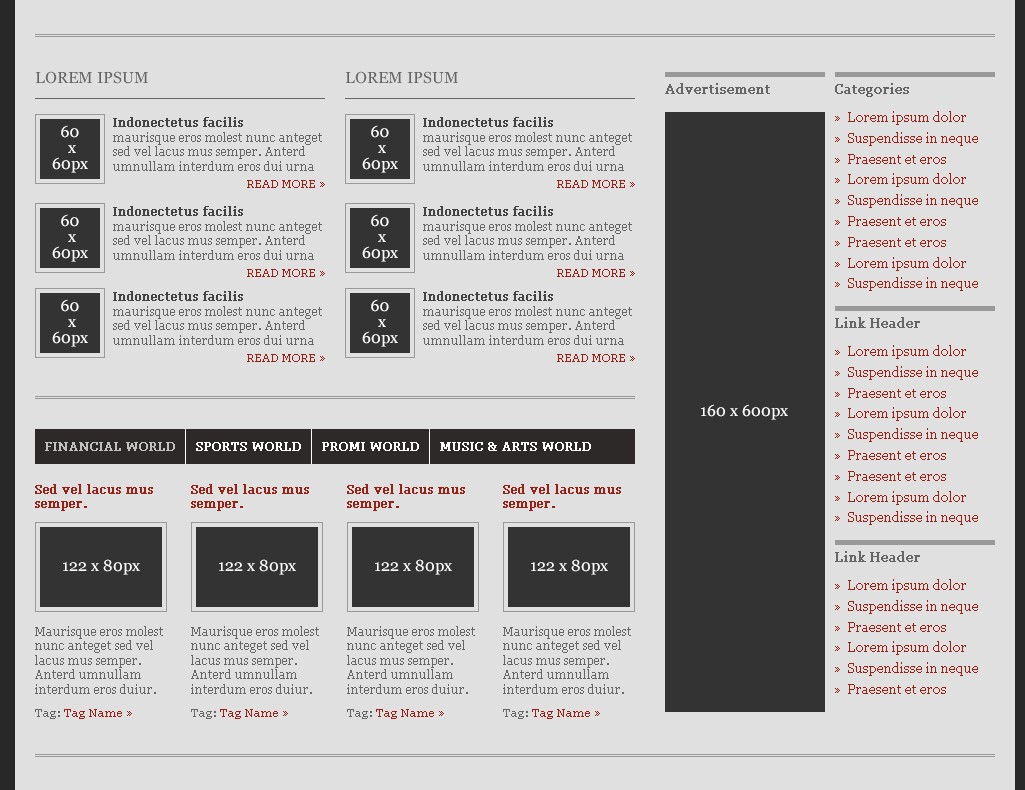 LOREM IPSUM
60
x
60px
Indonectetus facilis
maurisque eros molest nunc anteget
sed vel lacus mus semper. Anterd
umnullam interdum eros dui urna
READ MORE »
60
x
60px
Indonectetus facilis
maurisque eros molest nunc anteget
sed vel lacus mus semper. Anterd
umnullam interdum eros dui urna
READ MORE »
60
x
60px
Indonectetus facilis
maurisque eros molest nunc anteget
sed vel lacus mus semper. Anterd
umnullam interdum eros dui urna
READ MORE »
LOREM IPSUM
60
x
60px
Indonectetus facilis
maurisque eros molest nunc anteget
sed vel lacus mus semper. Anterd
umnullam interdum eros dui urna
READ MORE »
60
x
60px
Indonectetus facilis
maurisque eros molest nunc anteget
sed vel lacus mus semper. Anterd
umnullam interdum eros dui urna
READ MORE »
60
x
60px
Indonectetus facilis
maurisque eros molest nunc anteget
sed vel lacus mus semper. Anterd
umnullam interdum eros dui urna
READ MORE »
FINANCIAL WORLD SPORTS WORLD PROMI WORLD MUSIC & ARTS WORLD
Sed vel lacus mus
semper.
122 x 80px
Maurisque eros molest
nunc anteget sed vel
lacus mus semper.
Anterd umnullam
interdum eros duiur.
Tag: Tag Name »
Sed vel lacus mus
semper.
122 x 80px
Maurisque eros molest
nunc anteget sed vel
lacus mus semper.
Anterd umnullam
interdum eros duiur.
Tag: Tag Name »
Sed vel lacus mus
semper.
122 x 80px
Maurisque eros molest
nunc anteget sed vel
lacus mus semper.
Anterd umnullam
interdum eros duiur.
Tag: Tag Name »
Sed vel lacus mus
semper.
122 x 80px
Maurisque eros molest
nunc anteget sed vel
lacus mus semper.
Anterd umnullam
interdum eros duiur.
Tag: Tag Name »
Advertisement
160 x 600px
Categories
» Lorem ipsum dolor
» Suspendisse in neque
» Praesent et eros
» Lorem ipsum dolor
» Suspendisse in neque
» Praesent et eros
» Praesent et eros
» Lorem ipsum dolor
» Suspendisse in neque
Link Header
» Lorem ipsum dolor
» Suspendisse in neque
» Praesent et eros
» Lorem ipsum dolor
» Suspendisse in neque
» Praesent et eros
» Praesent et eros
» Lorem ipsum dolor
» Suspendisse in neque
Link Header
» Lorem ipsum dolor
» Suspendisse in neque
» Praesent et eros
» Lorem ipsum dolor
» Suspendisse in neque
» Praesent et eros